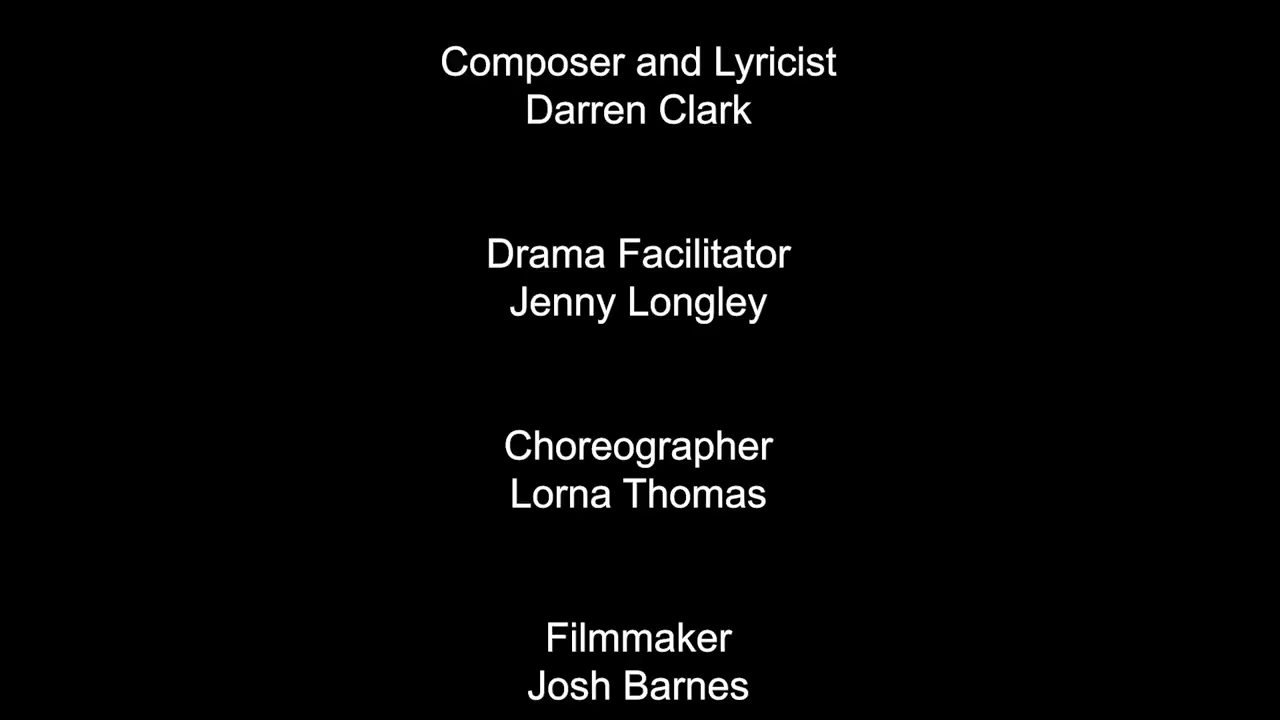 Composer and Lyricist
Darren Clark
Drama Facilitator
Jenny Longley
Choreographer
Lorna Thomas
Filmmaker
Josh Barnes